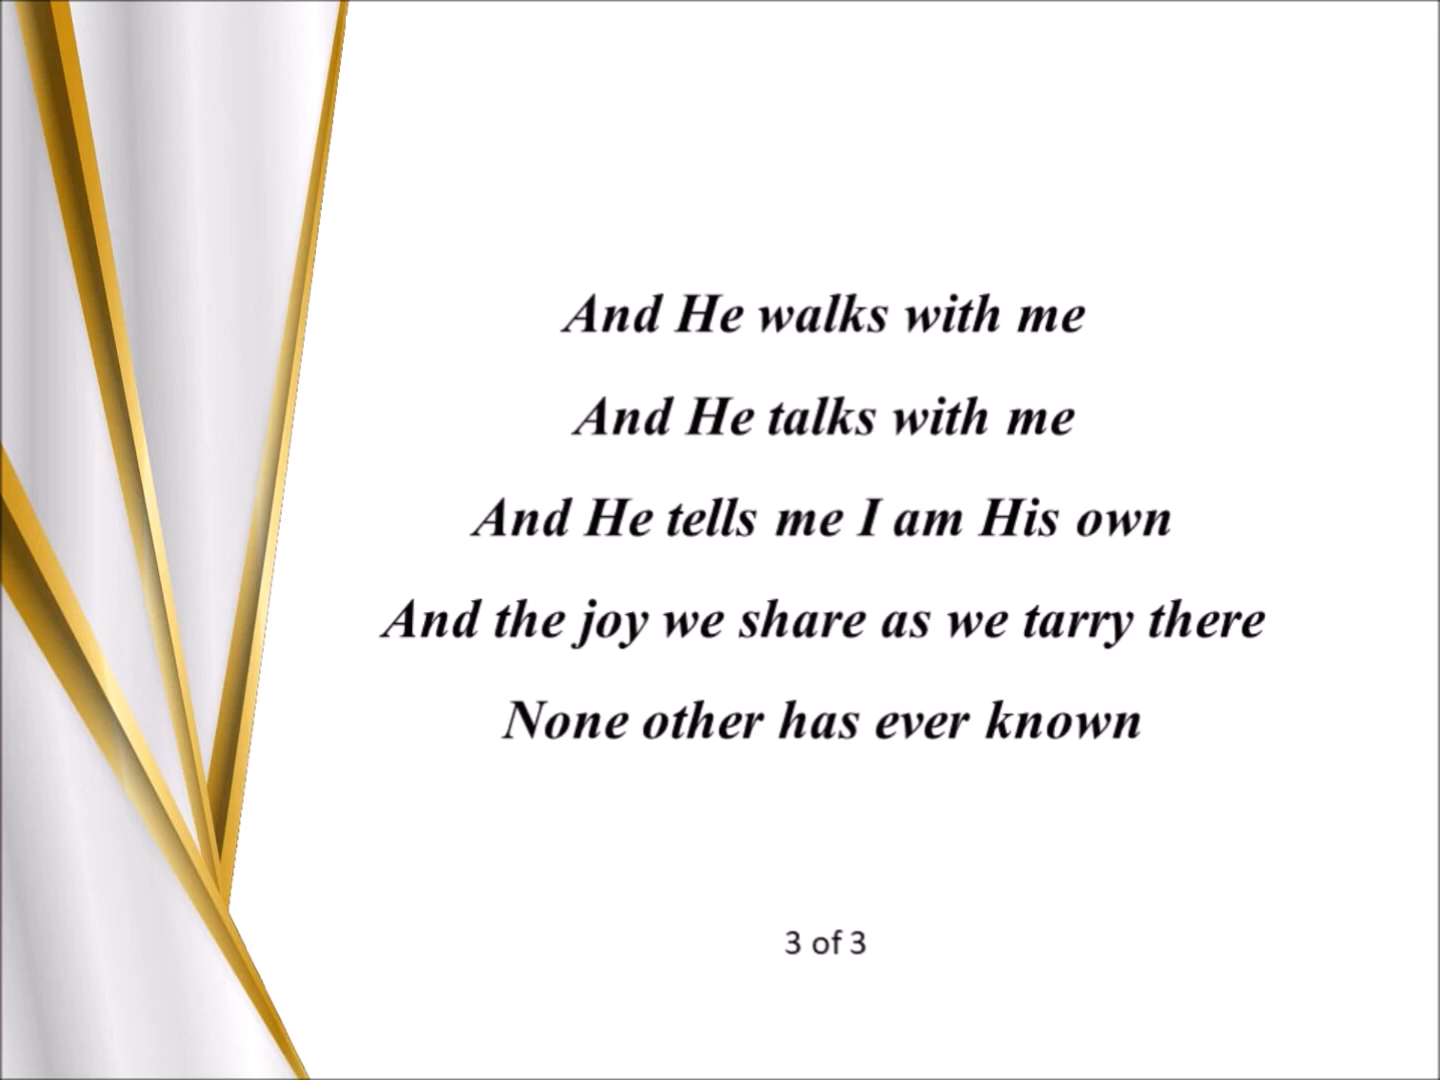 And He walks with me
And He talks with me
And He tells me I am His own
And the joy we share as we tarry there
None other has ever known
3 of 3